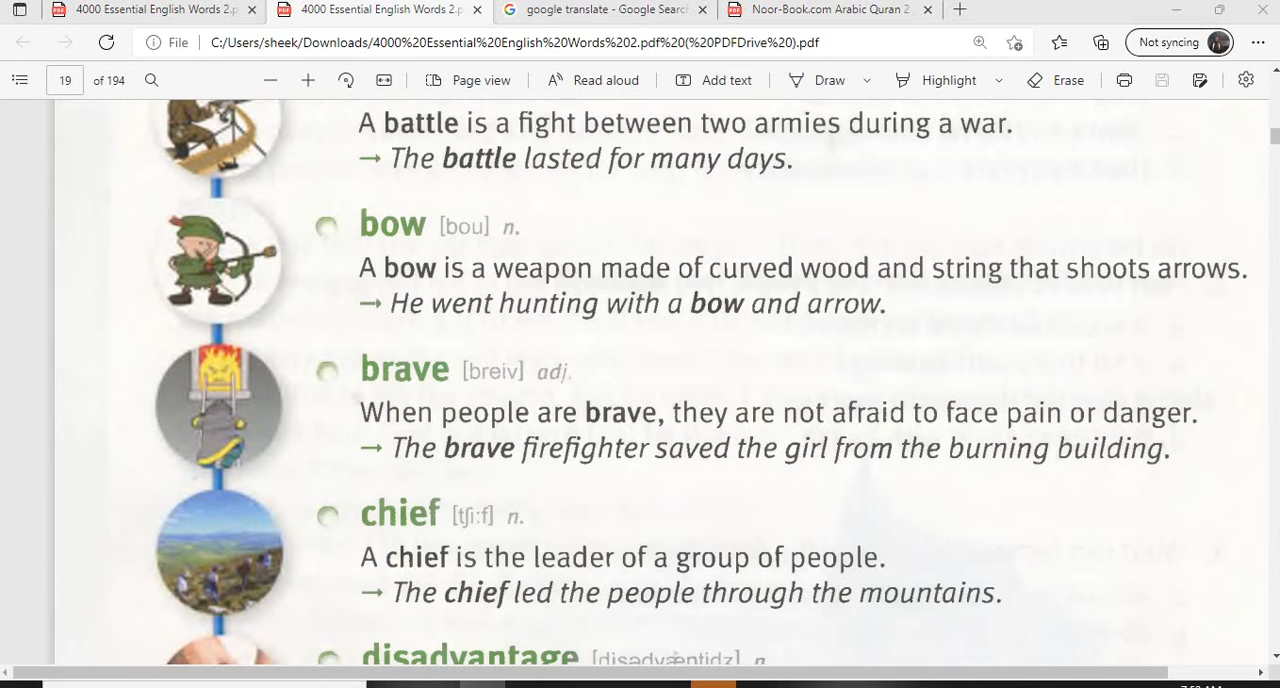 4000 Essential English Words 2.p
4000 Essential English Words 2.p
google translate - Google Search
Noor-Book.com Arabic Quran 2
File
C:/Users/sheek/Downloads/4000%20Essential%20English%20Words%202.pdf%20(%20PDFDrive%20).pdf
Not syncing
19 of 194
Page view
Read aloud
Add text
Draw
Highlight
Erase
A battle is a fight between two armies during a war.
→ The battle lasted for many days.
bow [bou] n.
A bow is a weapon made of curved wood and string that shoots arrows.
→ He went hunting with a bow and arrow.
brave [breiv] adj.
When people are brave, they are not afraid to face pain or danger.
→ The brave firefighter saved the girl from the burning building.
chief [tʃi:f] n.
A chief is the leader of a group of people.
→ The chief led the people through the mountains.
disadvantage [dìsədvǽntidʒ] n.